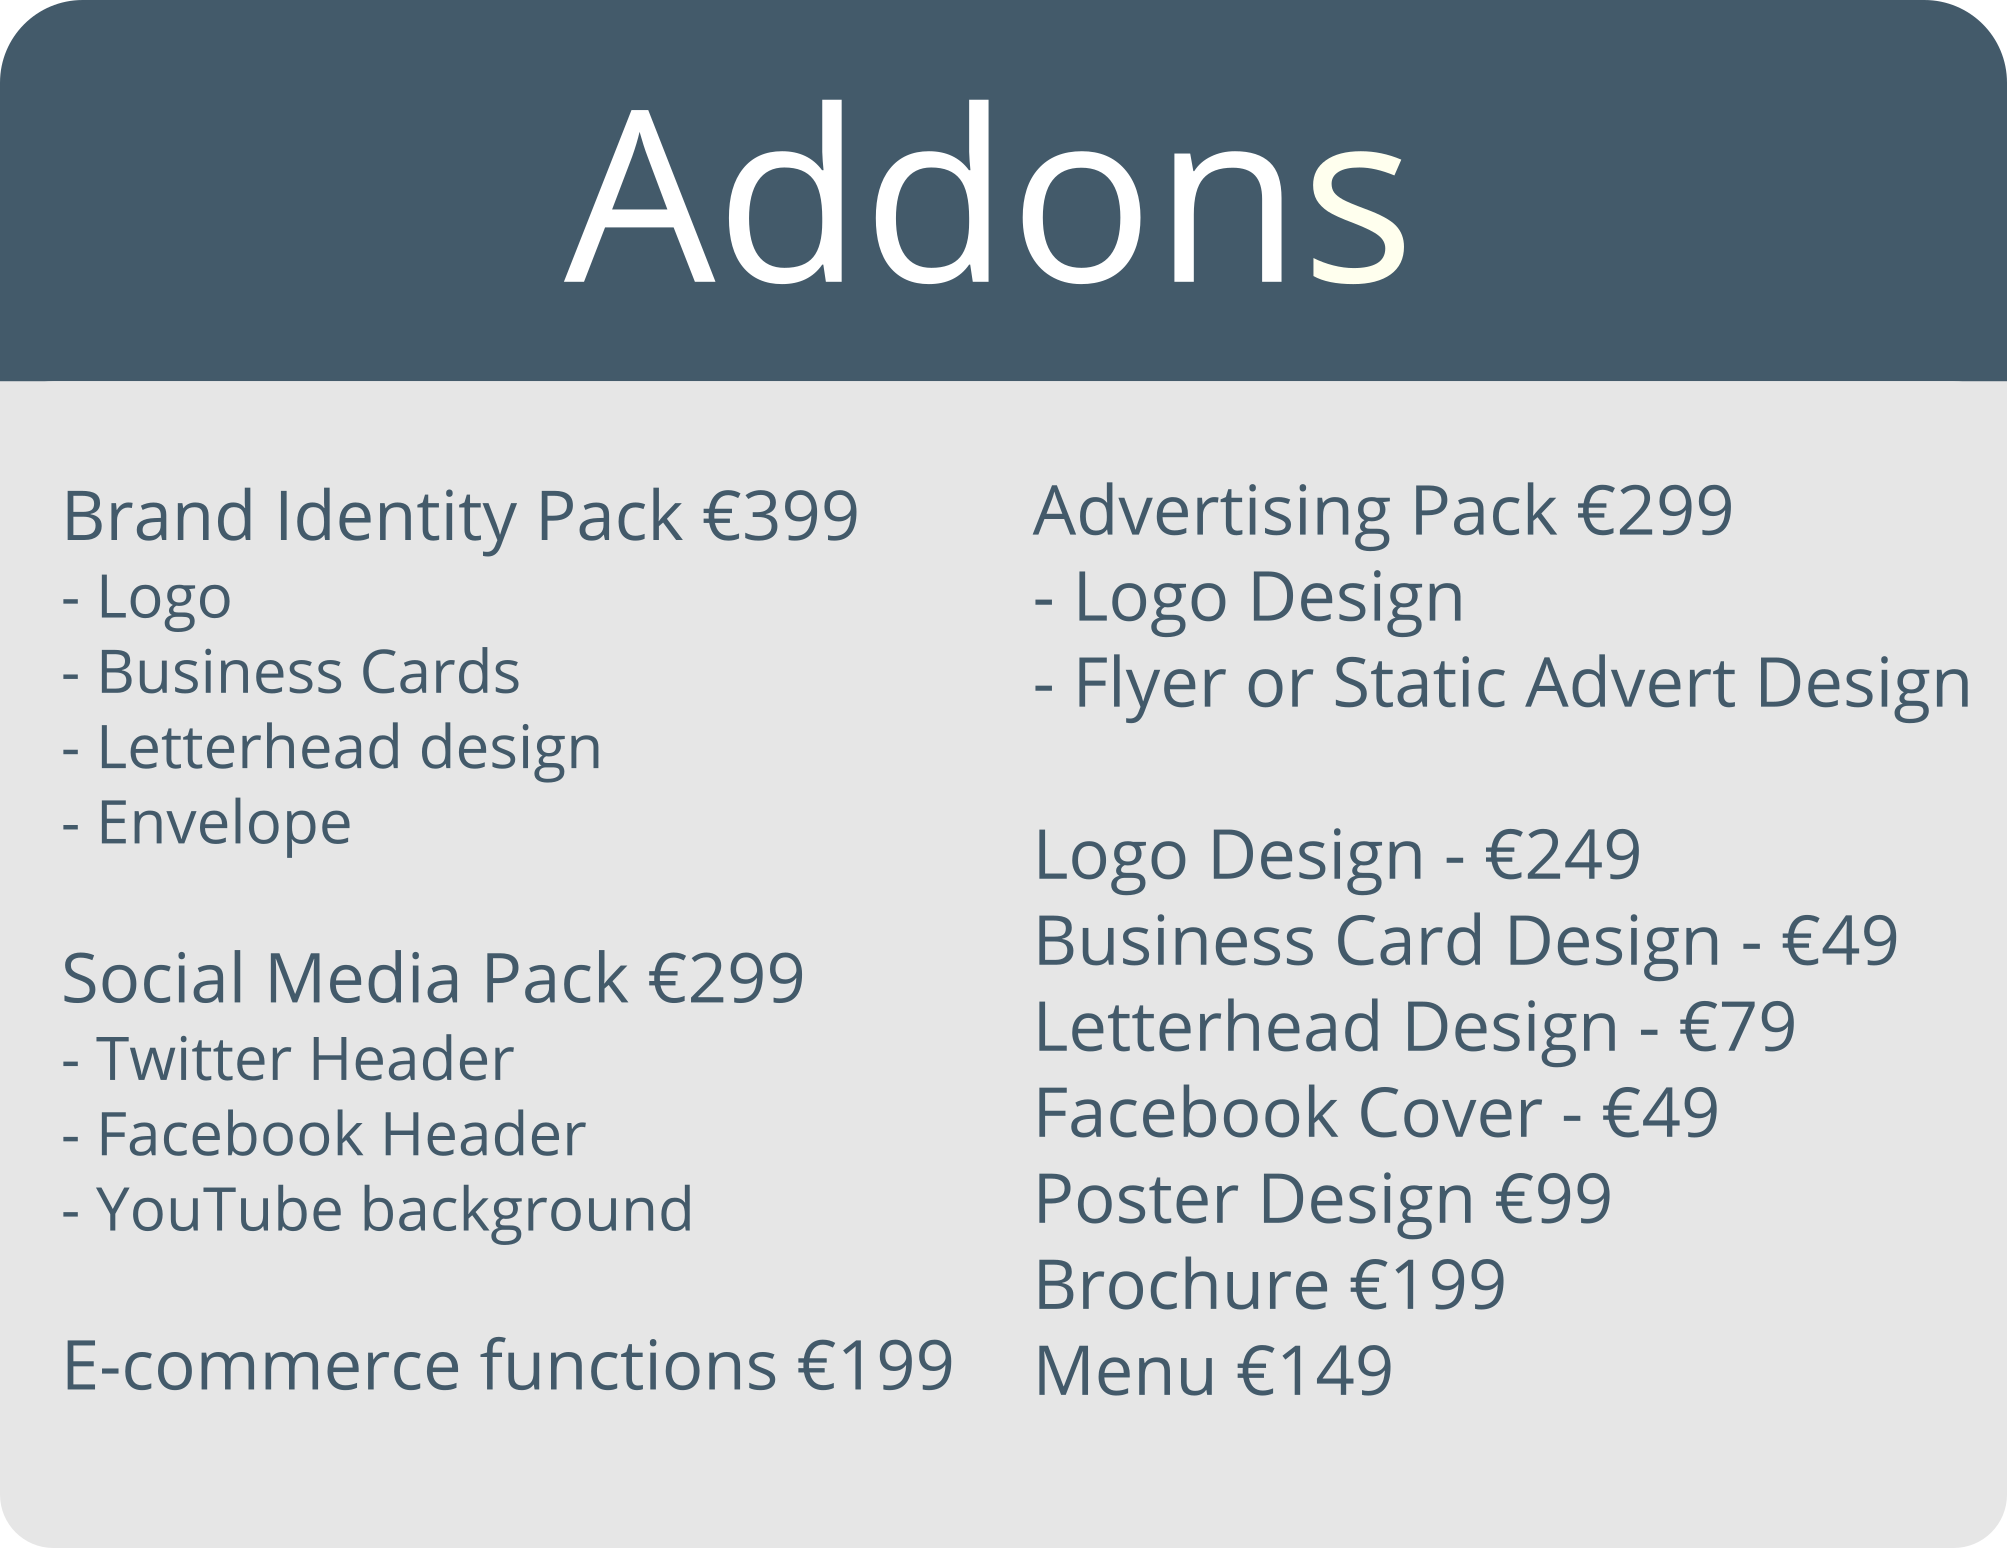 Addons
Brand Identity Pack €399
- Logo
- Business Cards
- Letterhead design
- Envelope
Social Media Pack €299
- Twitter Header
- Facebook Header
- YouTube background
E-commerce functions €199
Advertising Pack €299
- Logo Design
- Flyer or Static Advert Design
Logo Design - €249
Business Card Design - €49
Letterhead Design - €79
Facebook Cover - €49
Poster Design €99
Brochure €199
Menu €149